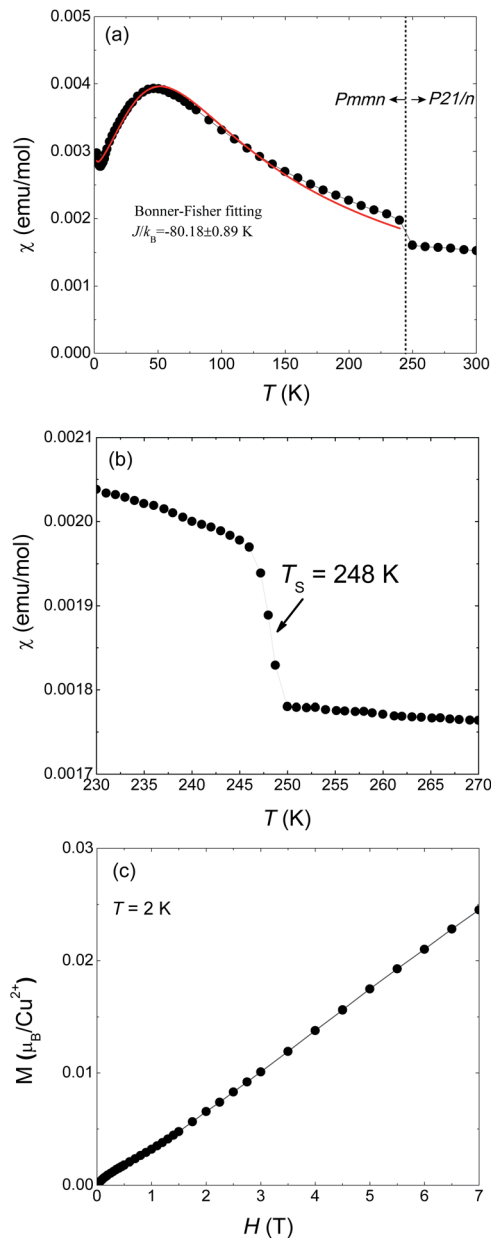 (a)
0.005
0.004
0.003
0.002
0.001
0.000
χ (emu/mol)
Pmmn
P21/n
Bonner-Fisher fitting
J/kB=-80.18±0.89 K
0 50 100 150 200 250 300
T (K)
(b)
0.0021
0.0020
0.0019
0.0018
0.0017
χ (emu/mol)
TS = 248 K
230 235 240 245 250 255 260 265 270
T (K)
(c)
0.03
0.02
0.01
0.00
M (μB/Cu2+)
T = 2 K
0 1 2 3 4 5 6 7
H (T)